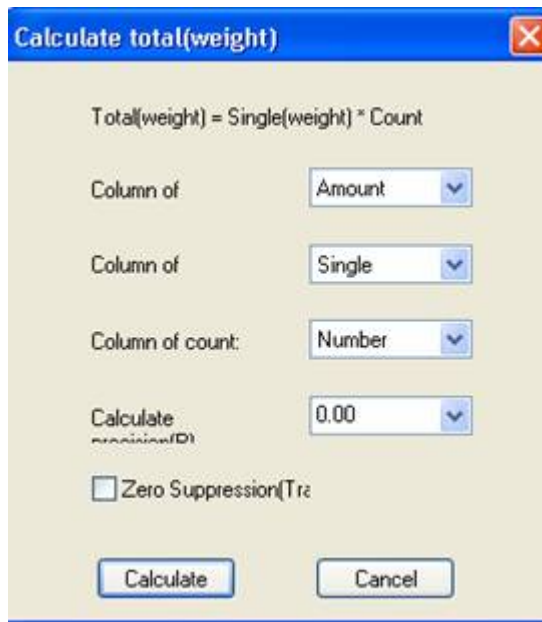 Calculate total(weight)
Total(weight) = Single(weight) * Count
Column of Amount
Column of Single
Column of count: Number
Calculate 0.00
precision(P)
Zero Suppression(Tra
Calculate Cancel